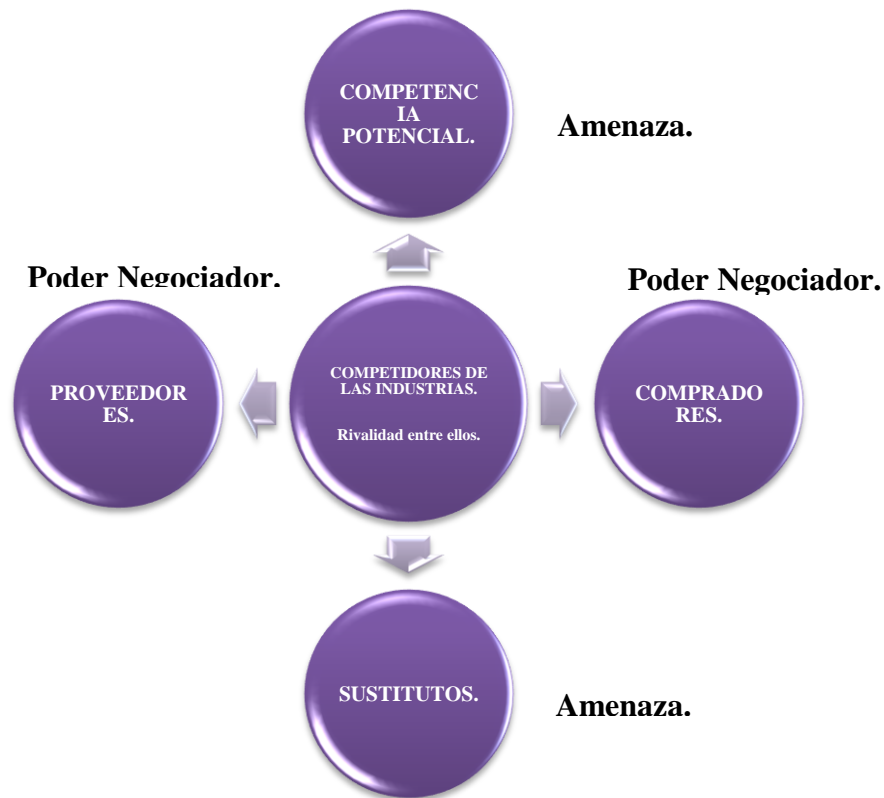 COMPETENC
IA
POTENCIAL.
Amenaza.
Poder Negociador.
Poder Negociador.
PROVEEDOR
ES.
COMPETIDORES DE
LAS INDUSTRIAS.
Rivalidad entre ellos.
COMPRADO
RES.
SUSTITUTOS.
Amenaza.